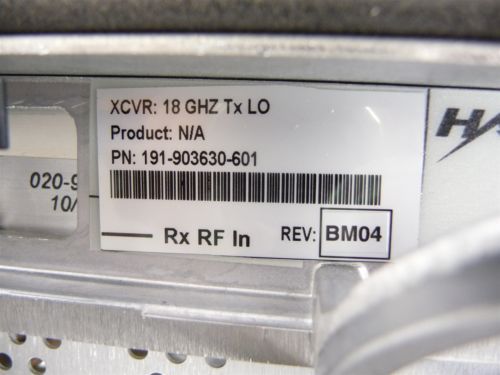 XCVR: 18 GHZ Tx LO
Product: N/A
PN: 191-903630-601
Rx RF In
REV: BM04